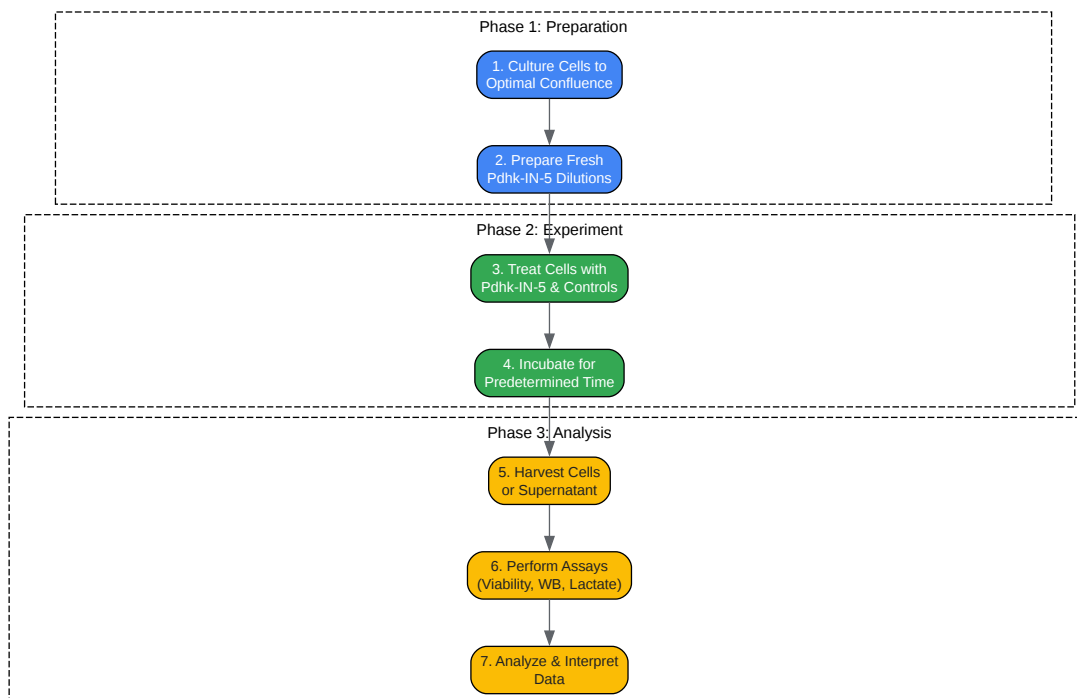 Phase 1: Preparation
1. Culture Cells to
Optimal Confluence
2. Prepare Fresh
Pdhk-IN-5 Dilutions
Phase 2: Experiment
3. Treat Cells with
Pdhk-IN-5 & Controls
4. Incubate for
Predetermined Time
Phase 3: Analysis
5. Harvest Cells
or Supernatant
6. Perform Assays
(Viability, WB, Lactate)
7. Analyze & Interpret
Data